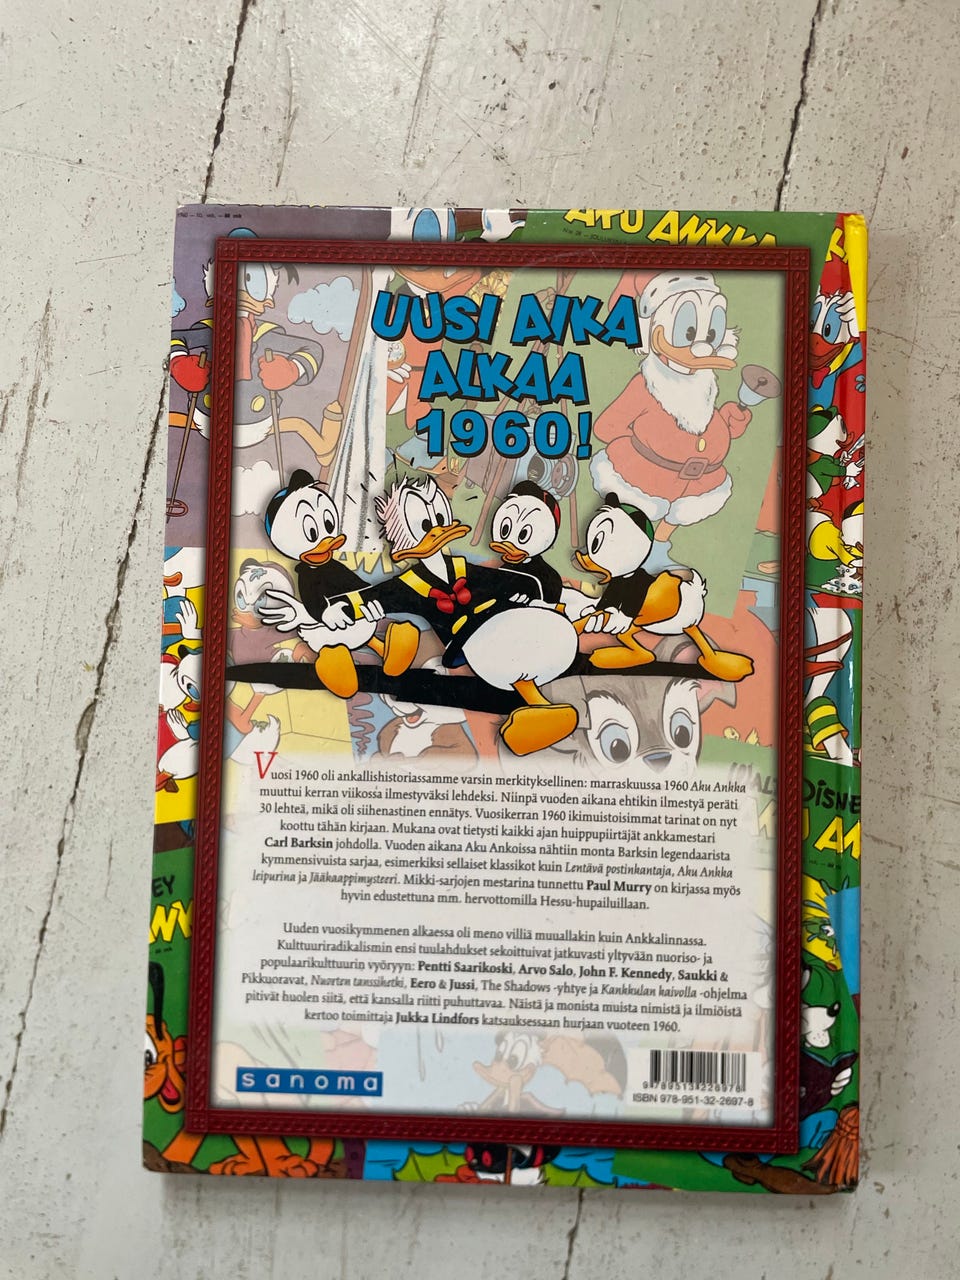 AKU ANKKA
UUSI AIKA
ALKAA
1960!
Vuosi 1960 oli ankallishistoriassamme varsin merkityksellinen: marraskuussa 1960 Aku Ankka
muuttui kerran viikossa ilmestyväksi lehdeksi. Niinpä vuoden aikana ehtikin ilmestyä peräti
30 lehteä, mikä oli siihenastinen ennätys. Vuosikerran 1960 ikimuistoisimmat tarinat on nyt
koottu tähän kirjaan. Mukana ovat tietysti kaikki ajan huippupiirtäjät ankkamestari
Carl Barksin johdolla. Vuoden aikana Aku Ankoissa nähtiin monta Barksin legendaarista
kymmensivuista sarjaa, esimerkiksi sellaiset klassikot kuin Lentävä postinkantaja, Aku Ankka
leipurina ja Jääkaappimysteeri. Mikki-sarjojen mestarina tunnettu Paul Murry on kirjassa myös
hyvin edustettuna mm. hervottomilla Hessu-hupailuillaan.
Uuden vuosikymmenen alkaessa oli meno villiä muuallakin kuin Ankkalinnassa.
Kulttuuriradikalismin ensi tuulahdukset sekoittuivat jatkuvasti yltyvään nuoriso- ja
populaarikulttuurin vyöryyn: Pentti Saarikoski, Arvo Salo, John F. Kennedy, Saukki &
Pikkuoravat, Nuorten tanssihetki, Eero & Jussi, The Shadows -yhtye ja Kankkulan kaivolla -ohjelma
pitivät huolen siitä, että kansalla riitti puhuttavaa. Näistä ja monista muista nimistä ja ilmiöistä
kertoo toimittaja Jukka Lindfors katsauksessaan hurjaan vuoteen 1960.
sanoma
9 789513 226978
ISBN 978-951-32-2697-8